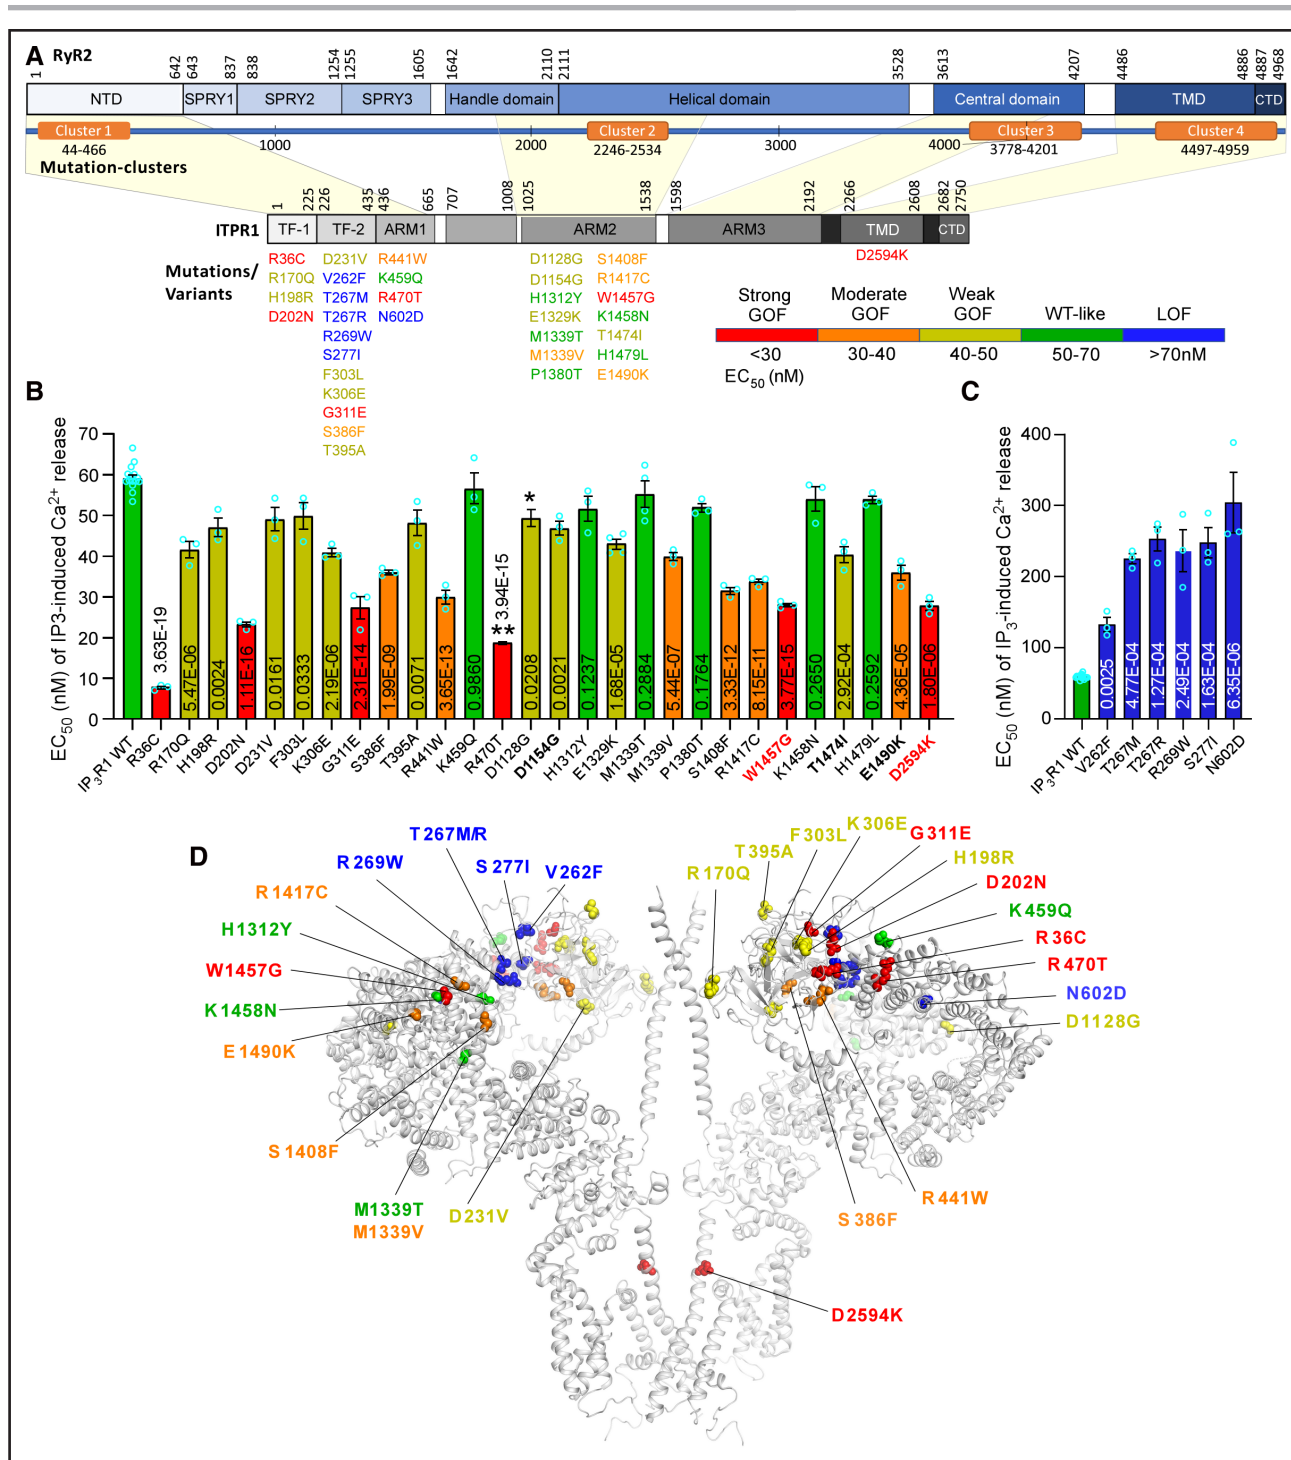 A RyR2
1 642 643 837 838 1254 1255 1605 1642 2110 2111 3528 3613 4207 4486 4886 4887 4968
NTD SPRY1 SPRY2 SPRY3 Handle domain Helical domain Central domain TMD CTD
Cluster 1 Cluster 2 Cluster 3 Cluster 4
44-466 1000 2000 2246-2534 3000 4000 3778-4201 4497-4959
Mutation-clusters
1 225 226 435 436 665 707 1008 1025 1538 1598 2192 2266 2608 2682 2750
ITPR1 TF-1 TF-2 ARM1 ARM2 ARM3 TMD CTD
Mutations/
Variants
R36C
R170Q
H198R
D202N
D231V
V262F
T267M
T267R
R269W
S277I
F303L
K306E
G311E
S386F
T395A
R441W
K459Q
R470T
N602D
D1128G
D1154G
H1312Y
E1329K
M1339T
M1339V
P1380T
S1408F
R1417C
W1457G
K1458N
T1474I
H1479L
E1490K
D2594K
Strong GOF Moderate GOF Weak GOF WT-like LOF
<30 30-40 40-50 50-70 >70nM
EC50 (nM)
B
EC50 (nM) of IP3-induced Ca2+ release
70
60
50
40
30
20
10
0
3.63E-19 5.47E-06 0.0024 1.11E-16 0.0161 0.0333 2.19E-06 2.31E-14 1.99E-09 0.0071 3.65E-13 0.9860 ** 3.94E-15 * 0.0208 0.0021 0.1237 1.68E-05 0.2884 5.44E-07 0.1764 3.33E-12 8.15E-11 3.77E-15 0.2650 2.92E-04 0.2592 4.36E-05 1.80E-06
IP3R1 WT R36C R170Q H198R D202N D231V F303L K306E G311E S386F T395A R441W K459Q R470T D1128G D1154G H1312Y E1329K M1339T M1339V P1380T S1408F R1417C W1457G K1458N T1474I H1479L E1490K D2594K
C
EC50 (nM) of IP3-induced Ca2+ release
400
300
200
100
0
0.0025 4.77E-04 1.27E-04 2.49E-04 1.63E-04 6.35E-06
IP3R1 WT V262F T267M T267R R269W S277I N602D
D
T267M/R
R269W
S277I
V262F
R1417C
H1312Y
W1457G
K1458N
E1490K
S1408F
M1339T
M1339V
D231V
R170Q
T395A
F303L
K306E
G311E
H198R
D202N
K459Q
R36C
R470T
N602D
D1128G
R441W
S386F
D2594K